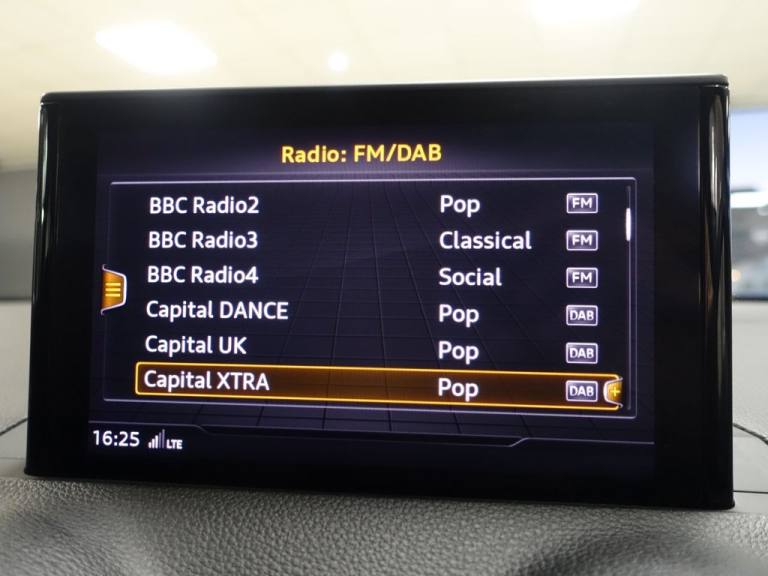 Radio: FM/DAB
BBC Radio2 Pop FM
BBC Radio3 Classical FM
BBC Radio4 Social FM
Capital DANCE Pop DAB
Capital UK Pop DAB
Capital XTRA Pop DAB +
16:25 LTE